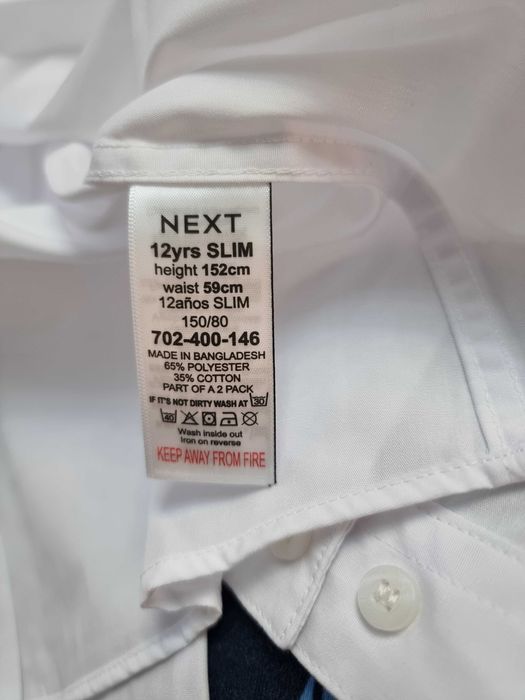 NEXT
12yrs SLIM
height 152cm
waist 59cm
12años SLIM
150/80
702-400-146
MADE IN BANGLADESH
65% POLYESTER
35% COTTON
PART OF A 2 PACK
IF IT'S NOT DIRTY WASH AT 30
40
Wash inside out
Iron on reverse
KEEP AWAY FROM FIRE